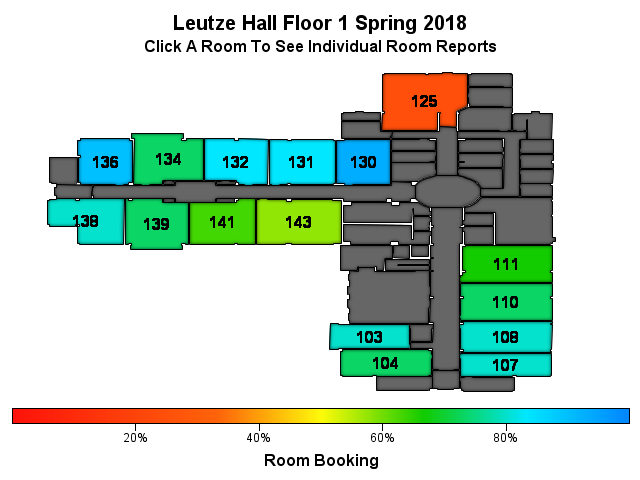 Leutze Hall Floor 1 Spring 2018
Click A Room To See Individual Room Reports
125
136 134 132 131 130
138 139 141 143
111
110
103 108
104 107
20% 40% 60% 80%
Room Booking